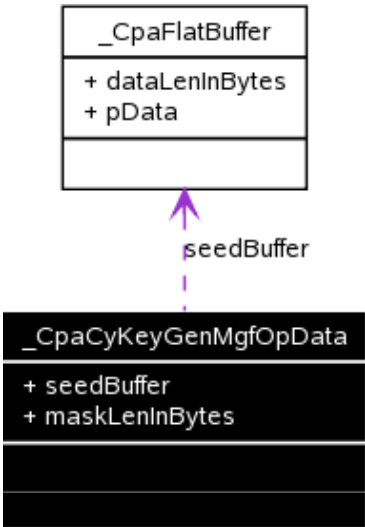 _CpaFlatBuffer
+ dataLenInBytes
+ pData
seedBuffer
_CpaCyKeyGenMgfOpData
+ seedBuffer
+ maskLenInBytes